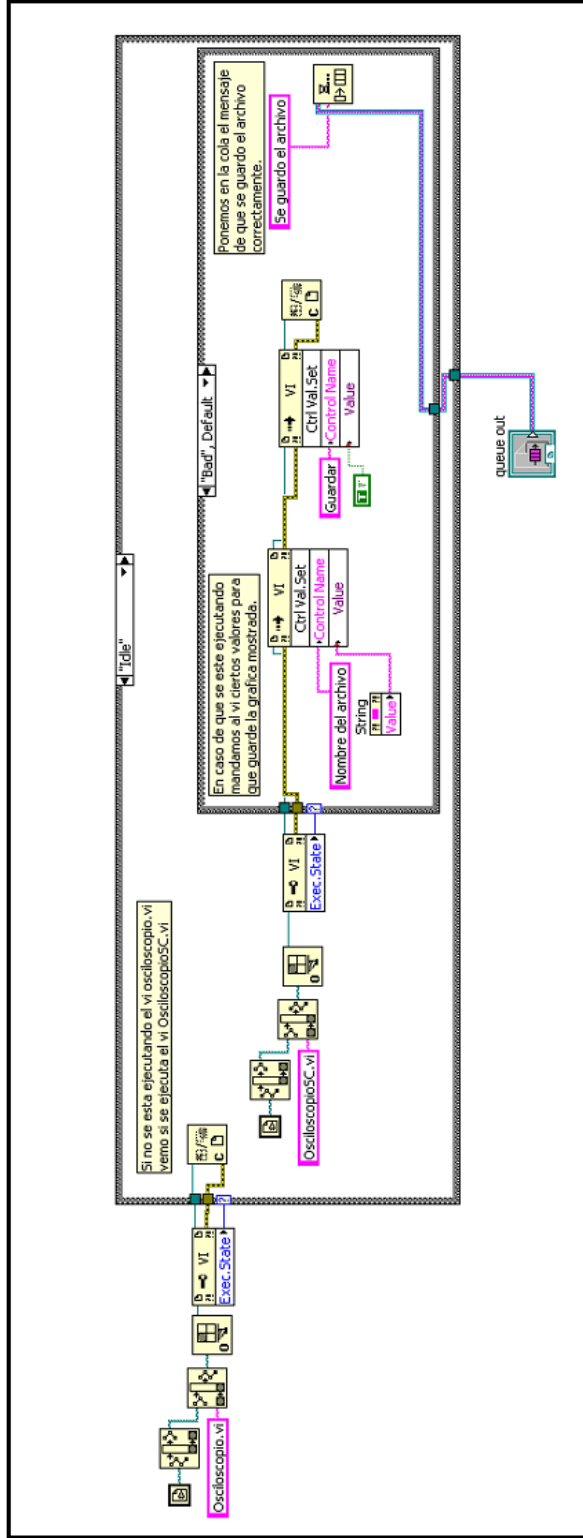 Osciloscopio.vi
VI
Exec.State
"Idle"
Si no se esta ejecutando el vi osciloscopio.vi
vemo si se ejecuta el vi OsciloscopioSC.vi
OsciloscopioSC.vi
VI
Exec.State
"Bad", Default
En caso de que se este ejecutando
mandamos al vi ciertos valores para
que guarde la grafica mostrada.
VI
Ctrl Val.Set
Control Name
Value
Nombre del archivo
String
Value
VI
Ctrl Val.Set
Control Name
Value
Guardar
Ponemos en la cola el mensaje
de que se guardo el archivo
correctamente.
Se guardo el archivo
queue out